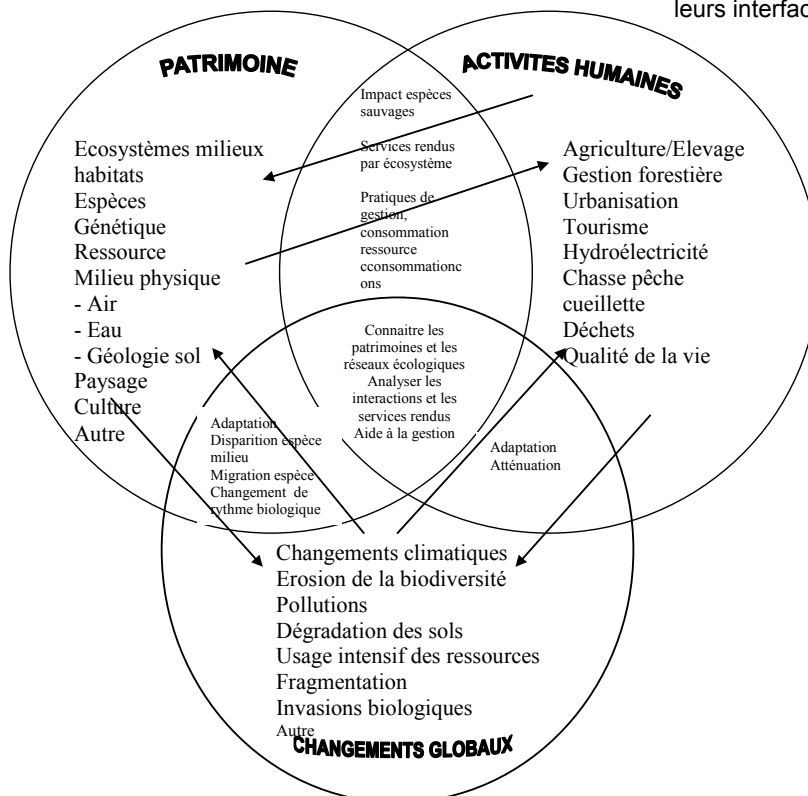 leurs interfac
PATRIMOINE
ACTIVITES HUMAINES
Impact espèces
sauvages
Services rendus
par écosystème
Pratiques de
gestion,
consommation
ressource
cconsommationc
ons
Ecosystèmes milieux
habitats
Espèces
Génétique
Ressource
Milieu physique
- Air
- Eau
- Géologie sol
Paysage
Culture
Autre
Agriculture/Elevage
Gestion forestière
Urbanisation
Tourisme
Hydroélectricité
Chasse pêche
cueillette
Déchets
Qualité de la vie
Connaitre les
patrimoines et les
réseaux écologiques
Analyser les
interactions et les
services rendus
Aide à la gestion
Adaptation
Disparition espèce
milieu
Migration espèce
Changement de
rythme biologique
Adaptation
Atténuation
Changements climatiques
Erosion de la biodiversité
Pollutions
Dégradation des sols
Usage intensif des ressources
Fragmentation
Invasions biologiques
Autre
CHANGEMENTS GLOBAUX